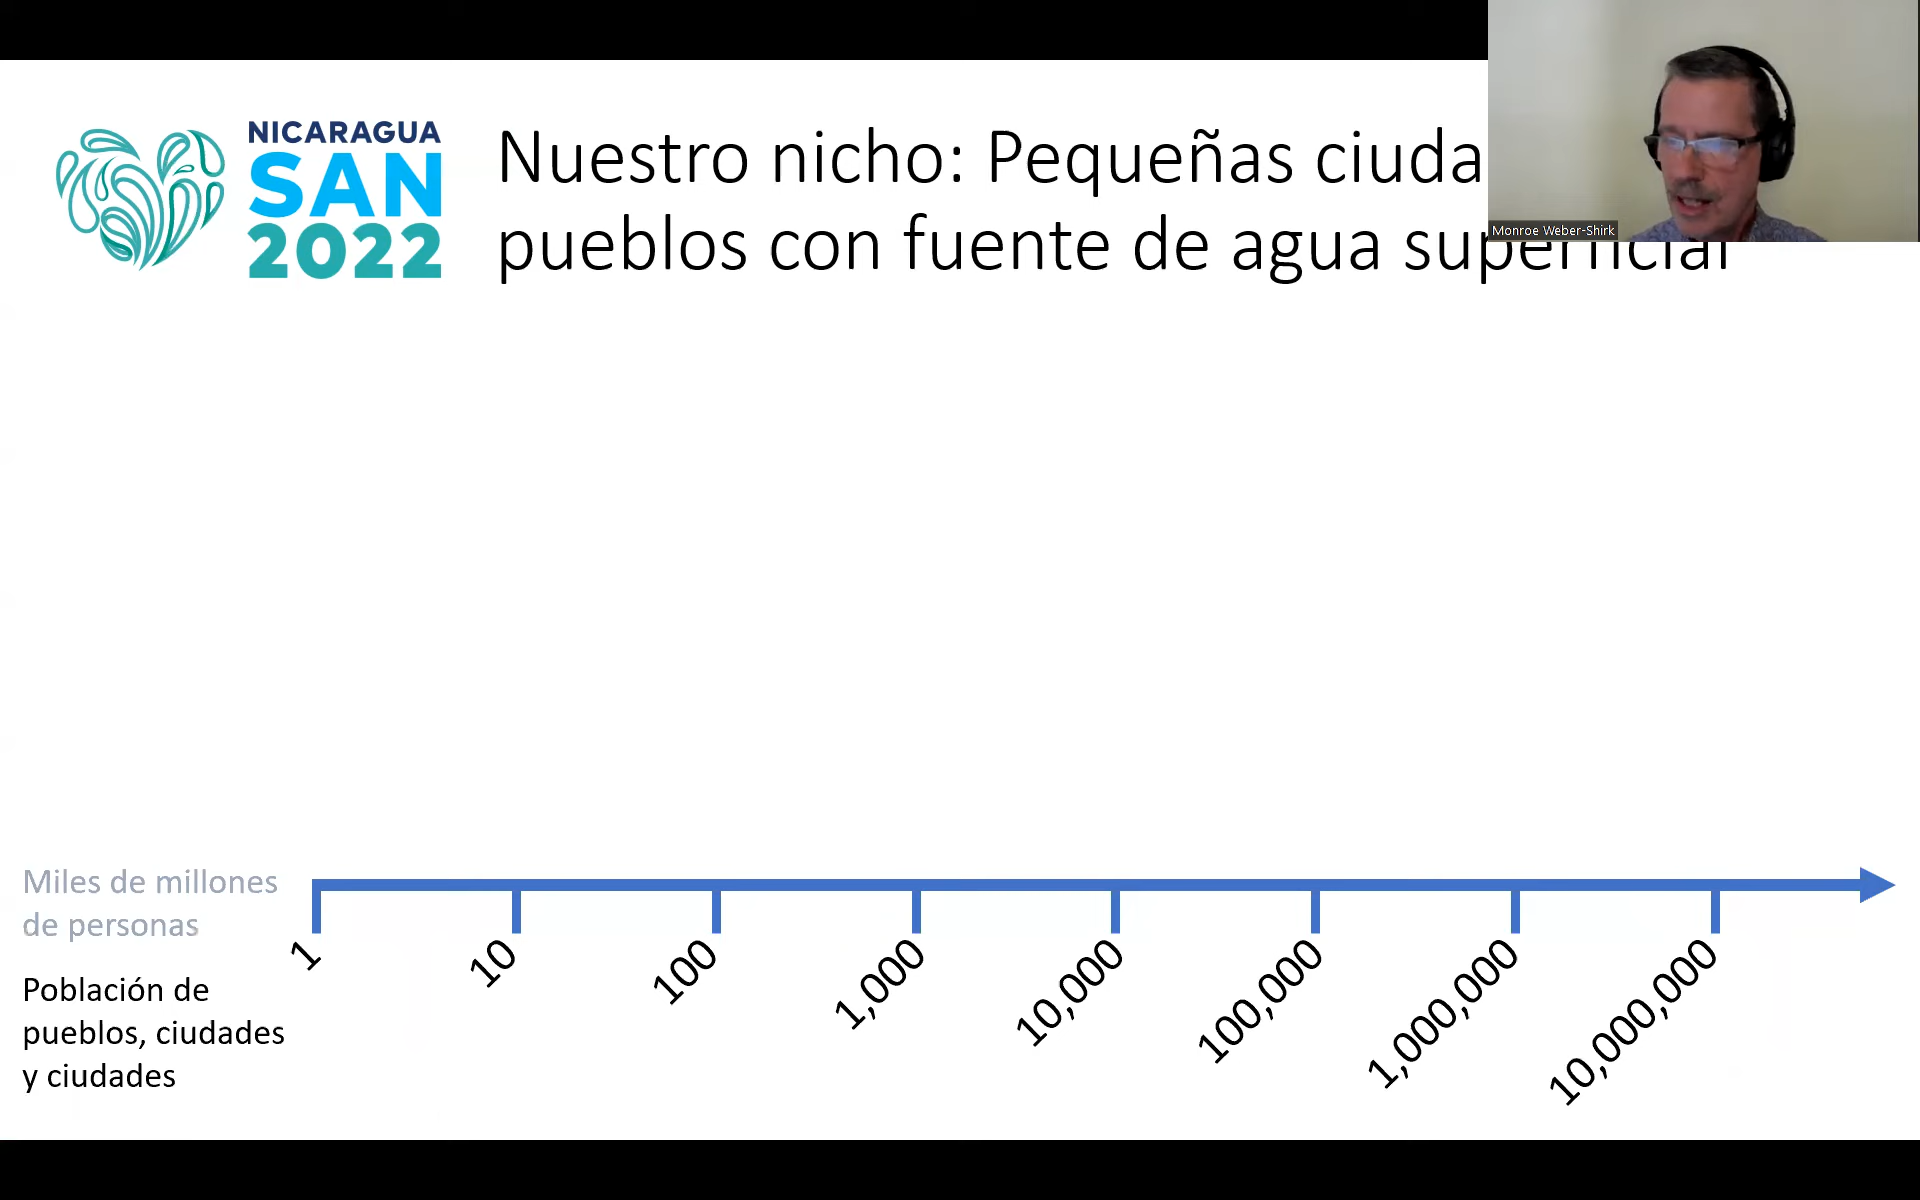 NICARAGUA
SAN
2022
Nuestro nicho: Pequeñas ciuda
pueblos con fuente de agua superficial
Monroe Weber-Shirk
Miles de millones
de personas
Población de
pueblos, ciudades
y ciudades
1
10
100
1,000
10,000
100,000
1,000,000
10,000,000